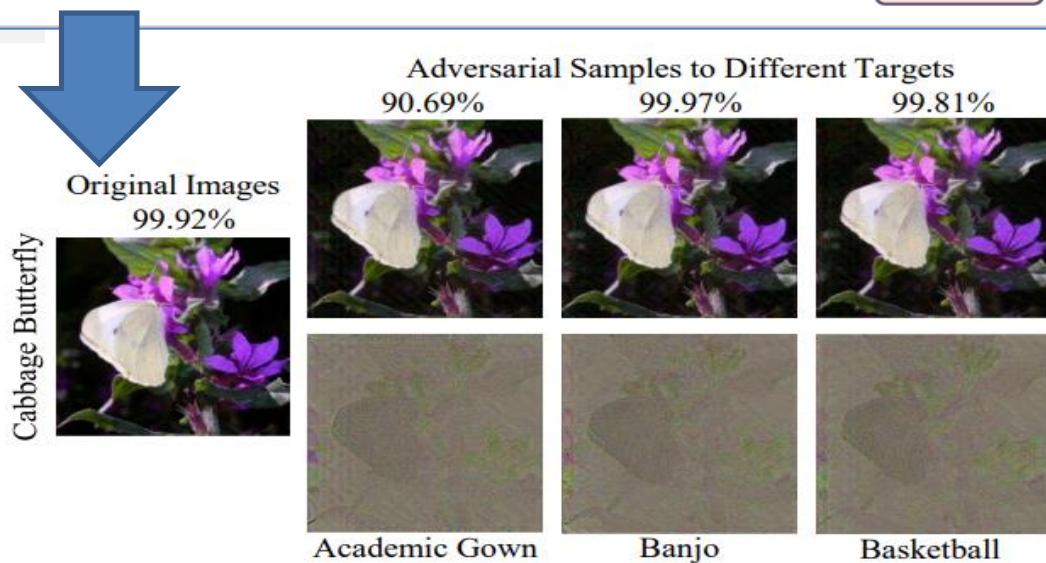 Adversarial Samples to Different Targets
90.69% 99.97% 99.81%
Original Images
99.92%
Cabbage Butterfly
Academic Gown Banjo Basketball